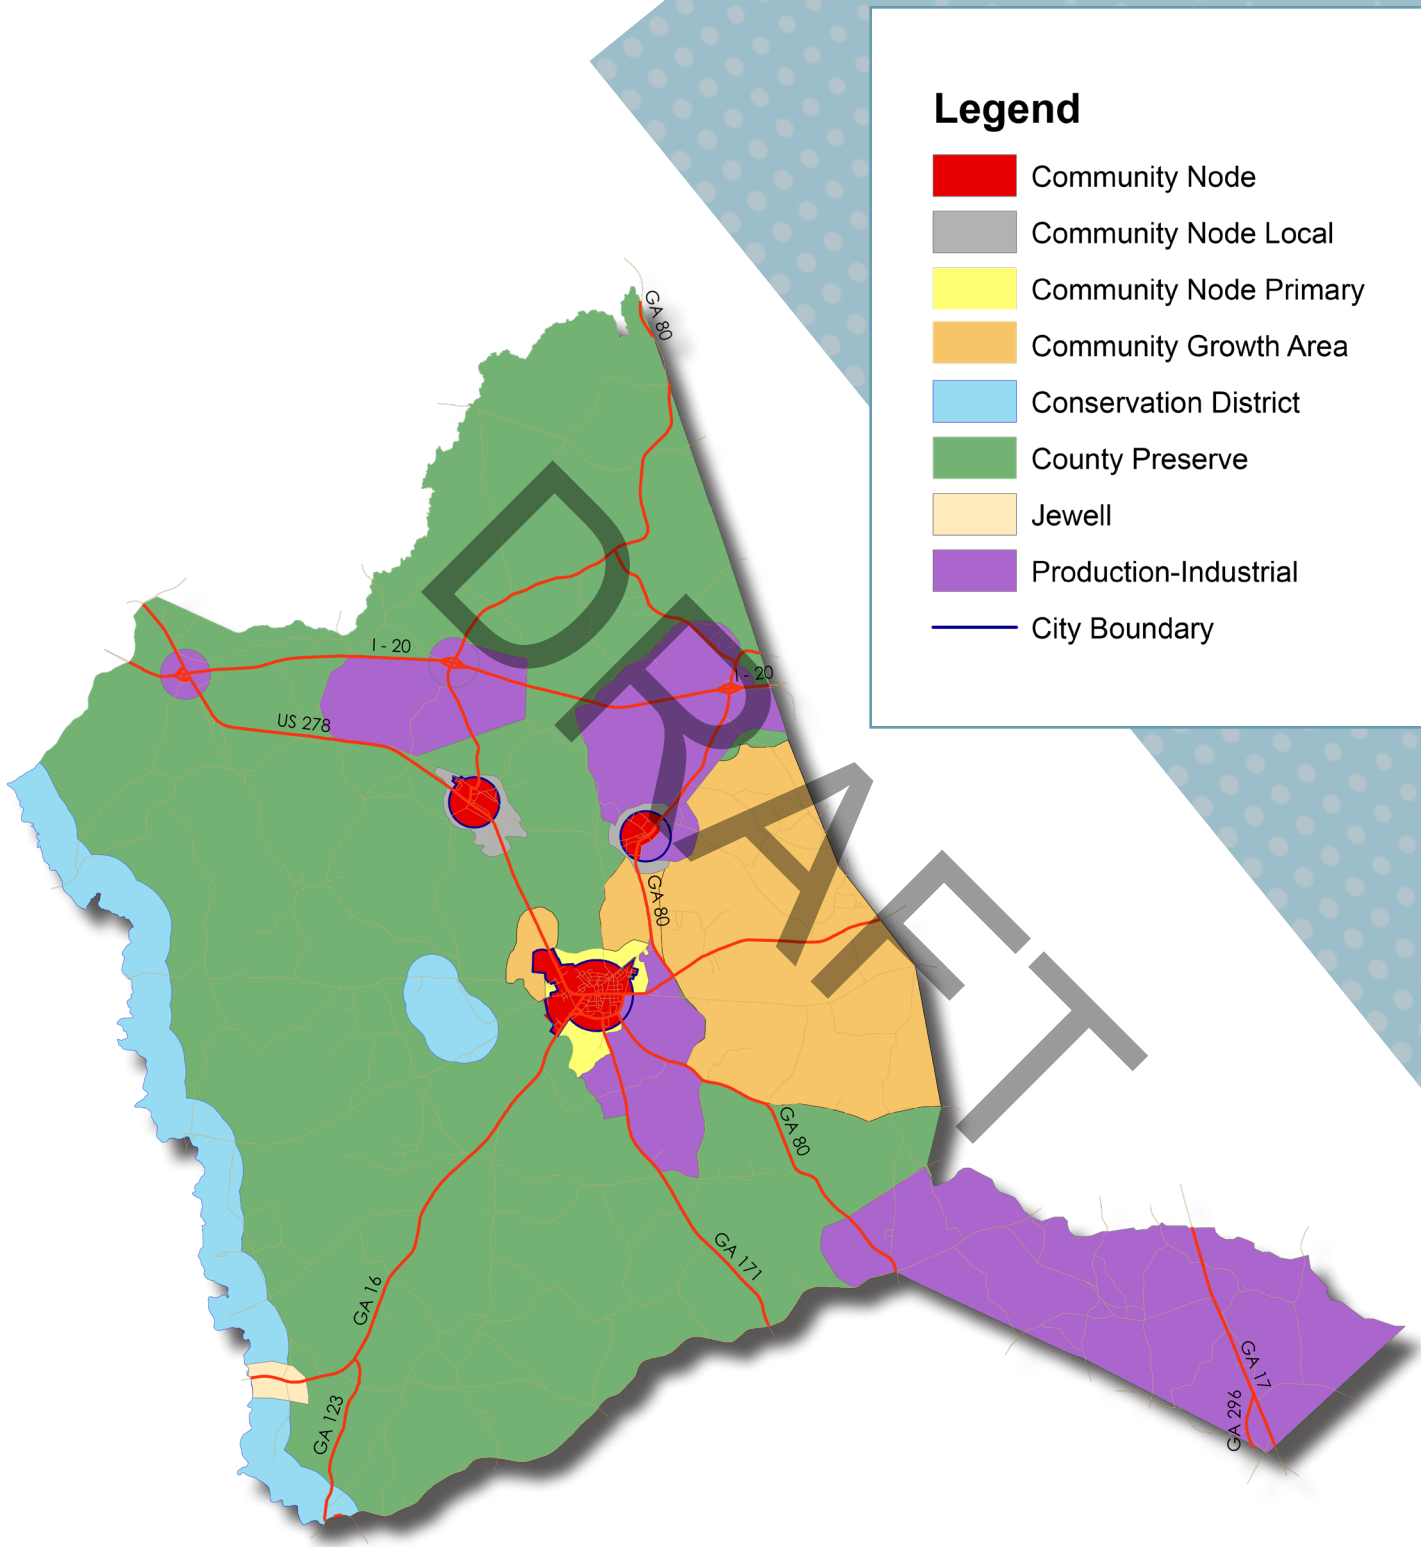 Legend
Community Node
Community Node Local
Community Node Primary
Community Growth Area
Conservation District
County Preserve
Jewell
Production-Industrial
City Boundary
GA 80
I - 20
I - 20
US 278
GA 80
GA 80
GA 171
GA 16
GA 123
GA 17
GA 296
DRAFT